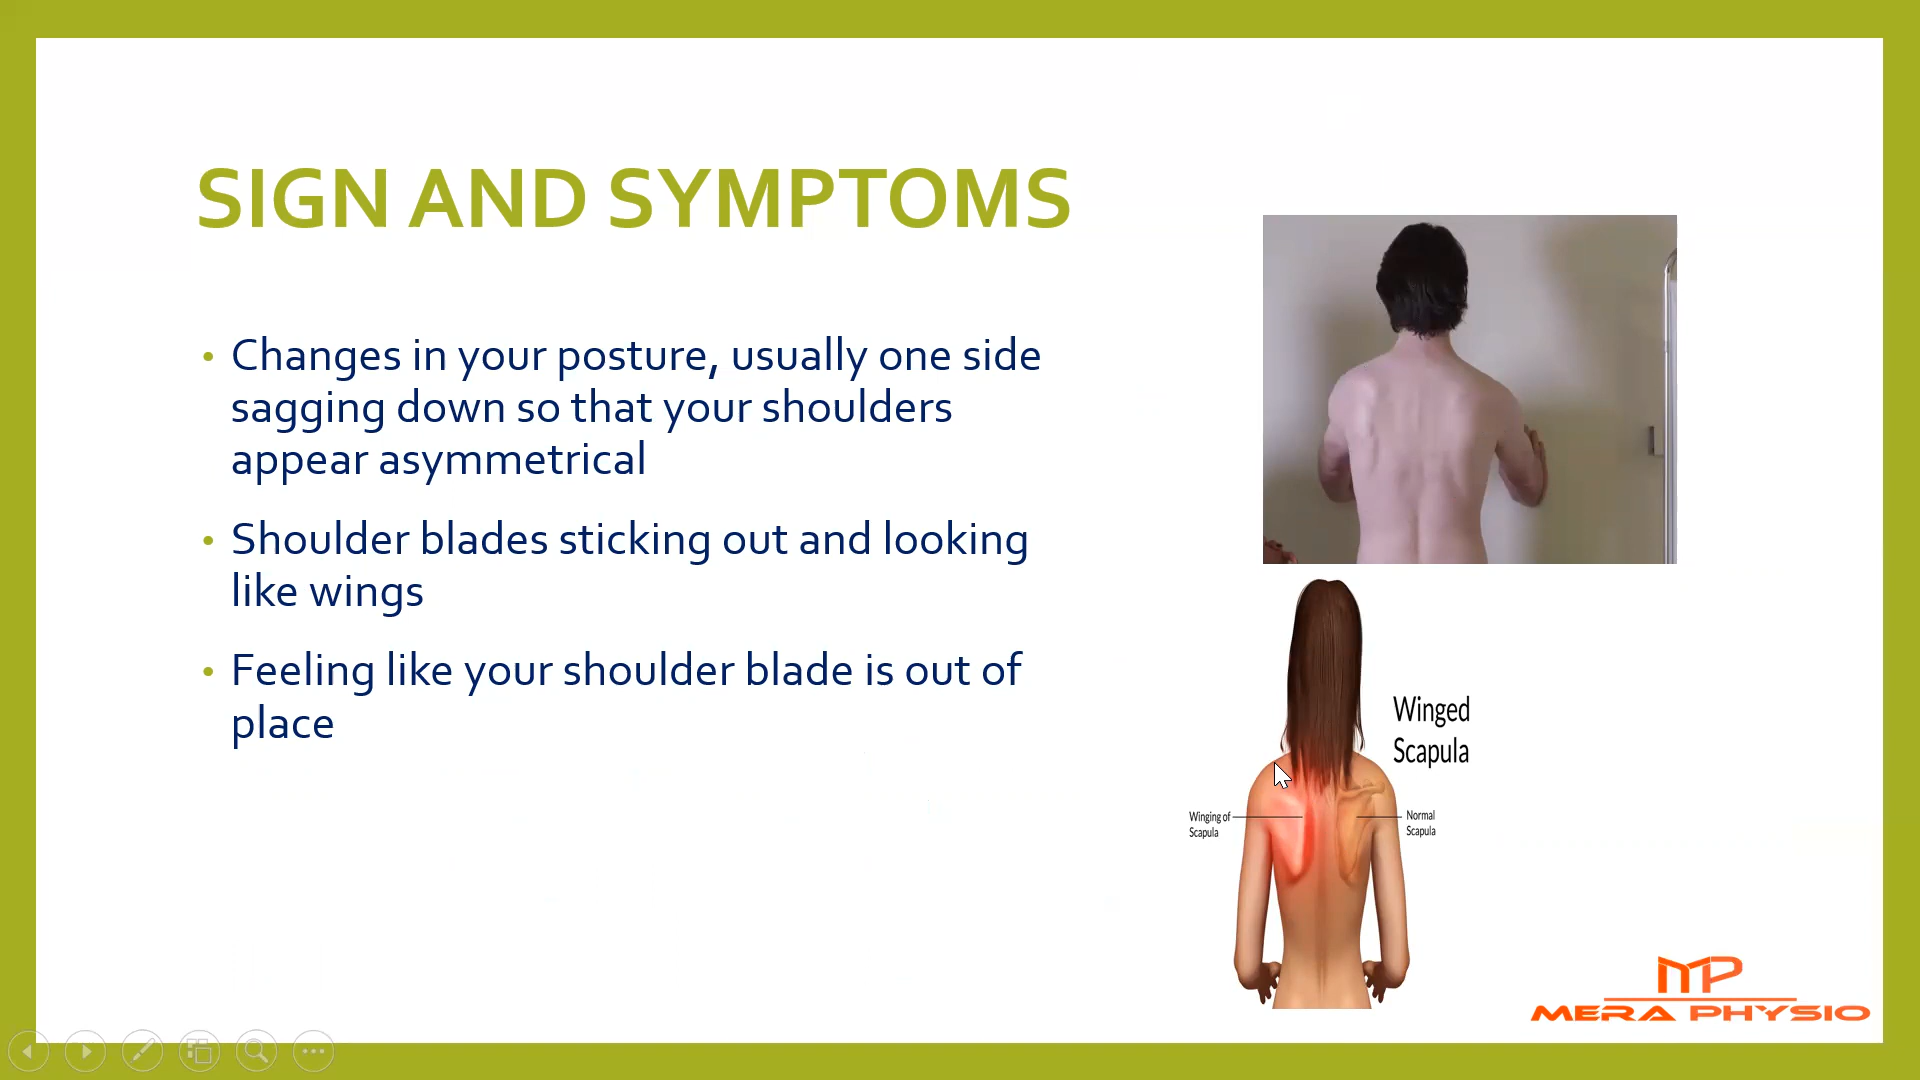 SIGN AND SYMPTOMS
• Changes in your posture, usually one side
sagging down so that your shoulders
appear asymmetrical
• Shoulder blades sticking out and looking
like wings
• Feeling like your shoulder blade is out of
place
Winged
Scapula
Winging of
Scapula
Normal
Scapula
MP
MERA PHYSIO